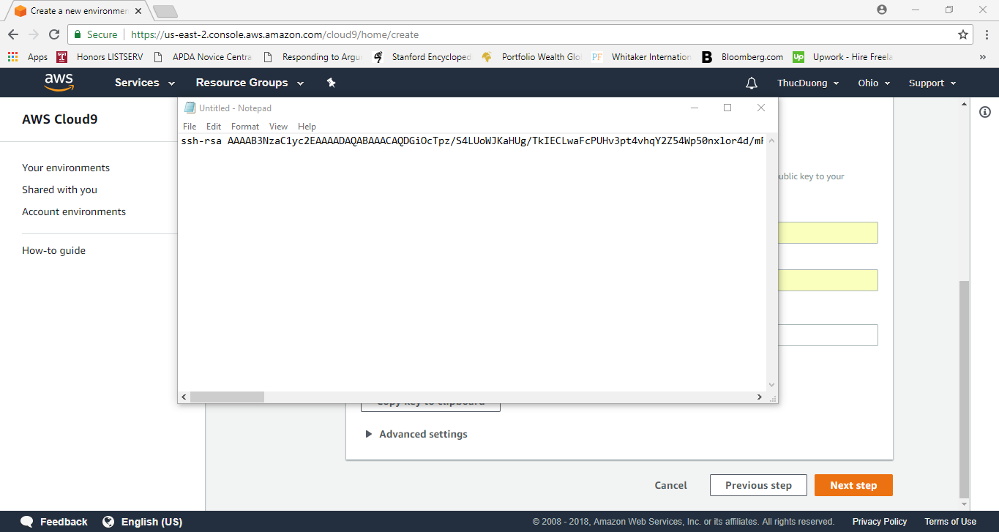 Create a new environmen
Secure
https://us-east-2.console.aws.amazon.com/cloud9/home/create
Apps
Honors LISTSERV
APDA Novice Centra
Responding to Argu
Stanford Encycloped
Portfolio Wealth Glo
PF
Whitaker Internation
B
Bloomberg.com
Up
Upwork - Hire Freela
»
aws
Services
Resource Groups
ThucDuong
Ohio
Support
AWS Cloud9
Your environments
Shared with you
Account environments
How-to guide
Untitled - Notepad
File Edit Format View Help
ssh-rsa AAAAB3NzaC1yc2EAAAADAQABAAACAQDGiOcTpz/S4LUoWJKaHUg/TkIECLwaFcPUHv3pt4vhqY2Z54Wp50nxlor4d/mF
ublic key to your
Copy key to clipboard
Advanced settings
Cancel
Previous step
Next step
Feedback
English (US)
© 2008 - 2018, Amazon Web Services, Inc. or its affiliates. All rights reserved.
Privacy Policy
Terms of Use